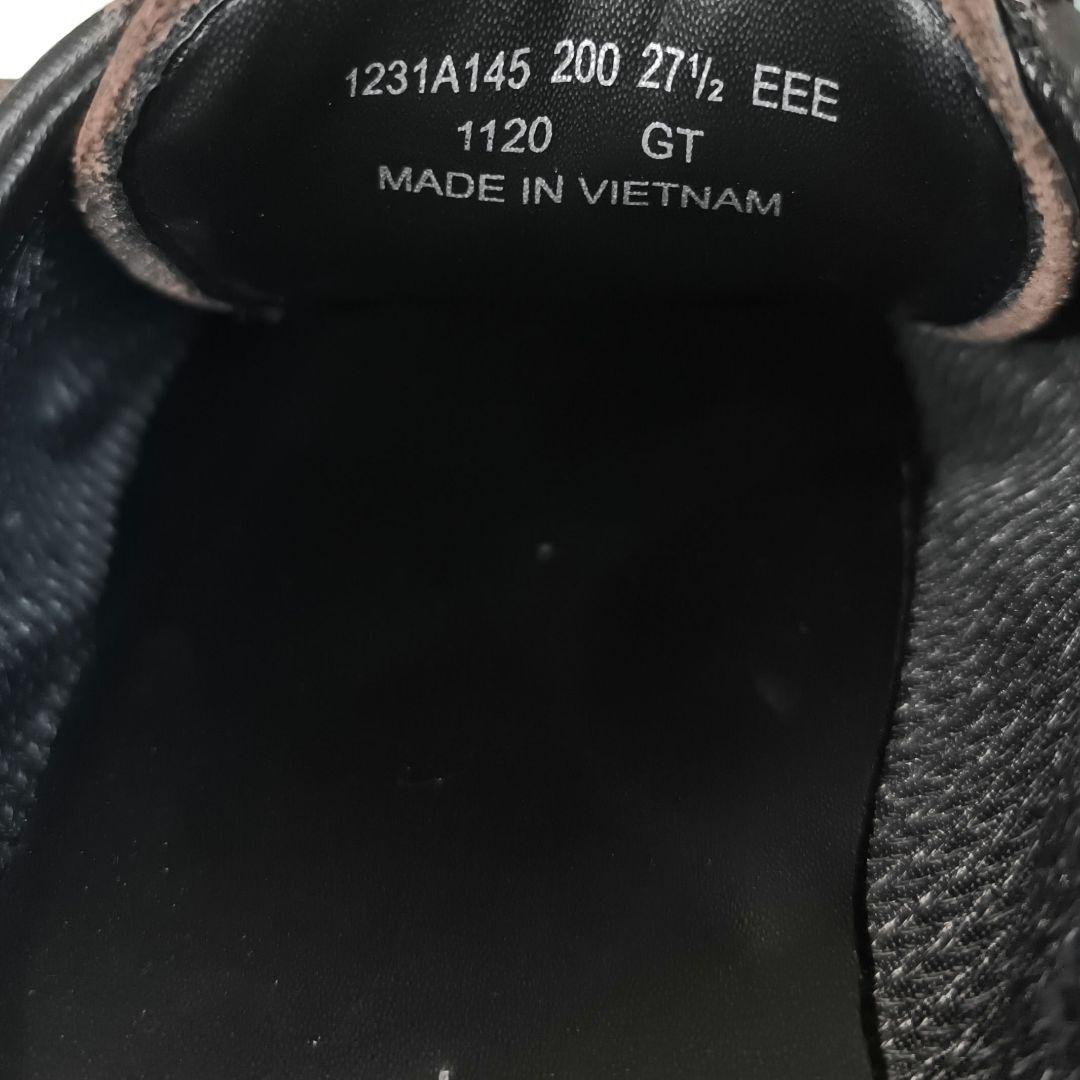 1231A145 200 27½ EEE
1120 GT
MADE IN VIETNAM